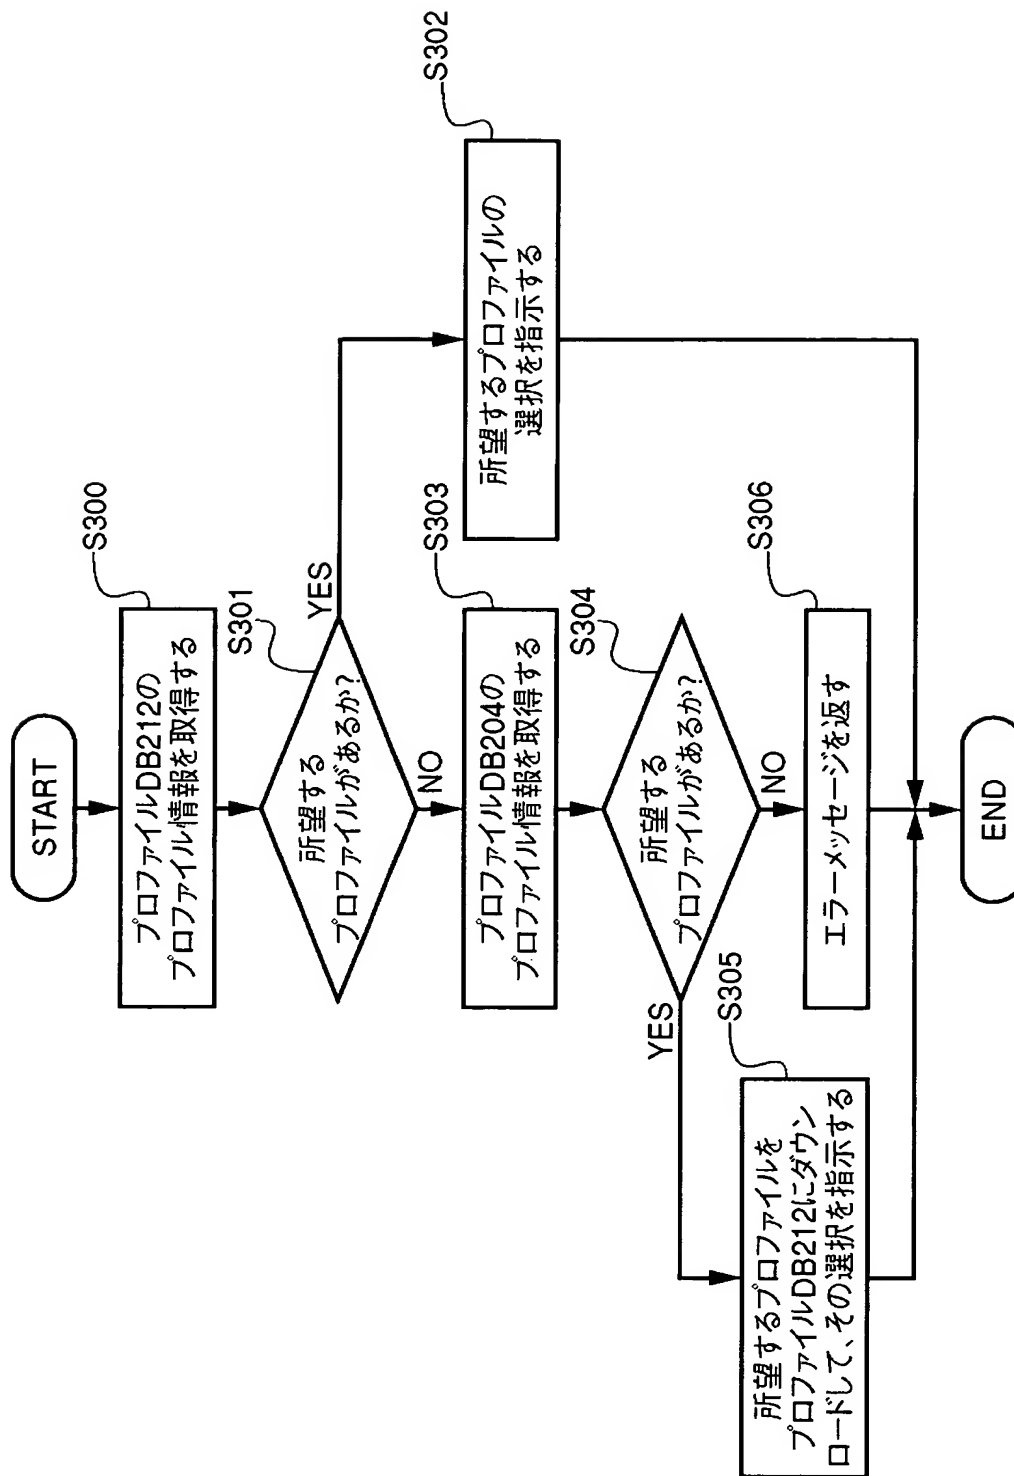 START
S300
プロファイルDB212の
プロファイル情報を取得する
S301
所望する
プロファイルがあるか?
YES
NO
S302
所望するプロファイルの
選択を指示する
S303
プロファイルDB204の
プロファイル情報を取得する
S304
所望する
プロファイルがあるか?
YES
NO
S305
所望するプロファイルを
プロファイルDB212にダウン
ロードして、その選択を指示する
S306
エラーメッセージを返す
END